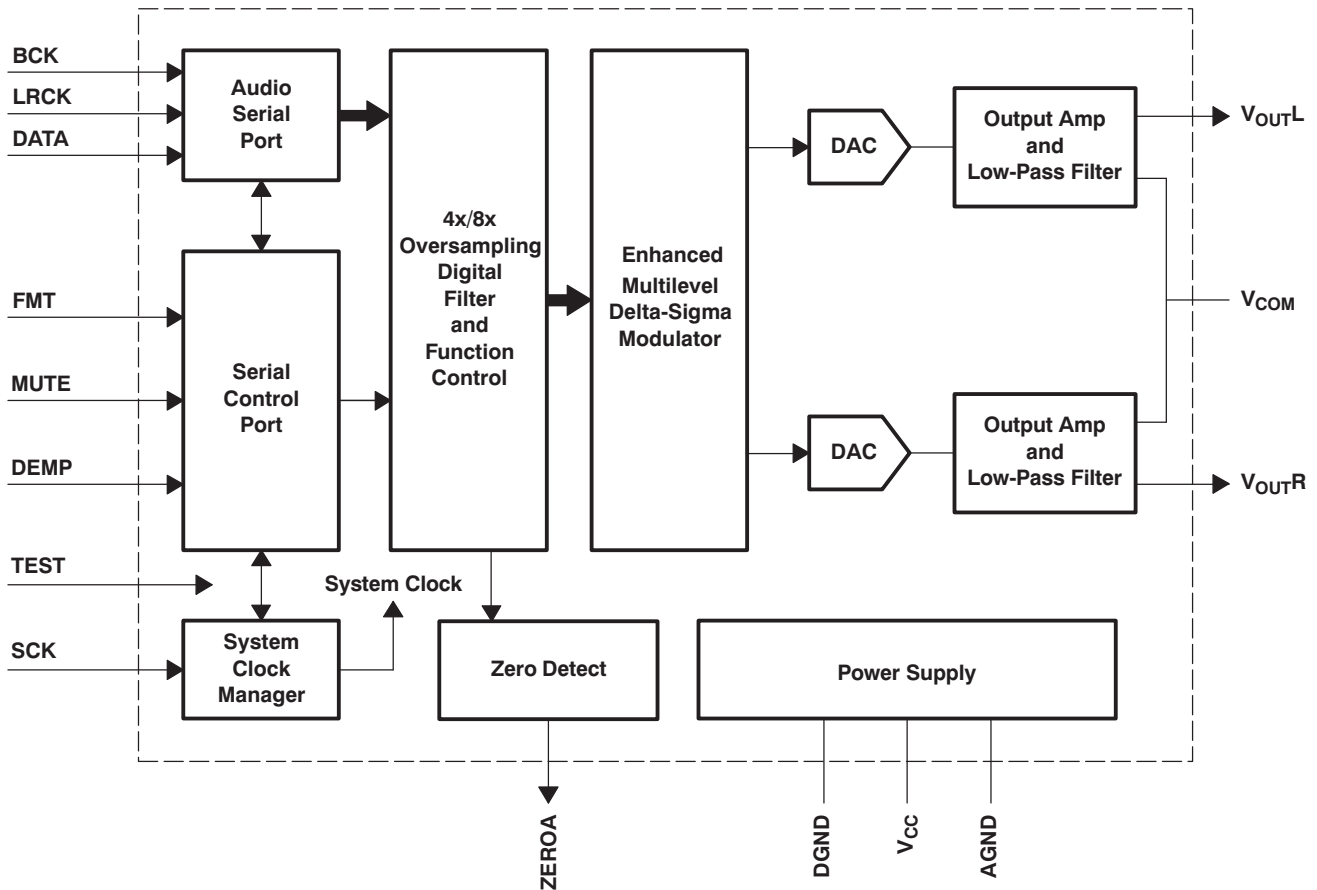 BCK
LRCK
DATA
Audio
Serial
Port
FMT
MUTE
DEMP
Serial
Control
Port
TEST
SCK
System
Clock
Manager
System Clock
4x/8x
Oversampling
Digital
Filter
and
Function
Control
Enhanced
Multilevel
Delta-Sigma
Modulator
DAC
Output Amp
and
Low-Pass Filter
VOUTL
VCOM
DAC
Output Amp
and
Low-Pass Filter
VOUTR
Zero Detect
Power Supply
ZEROA
DGND
VCC
AGND